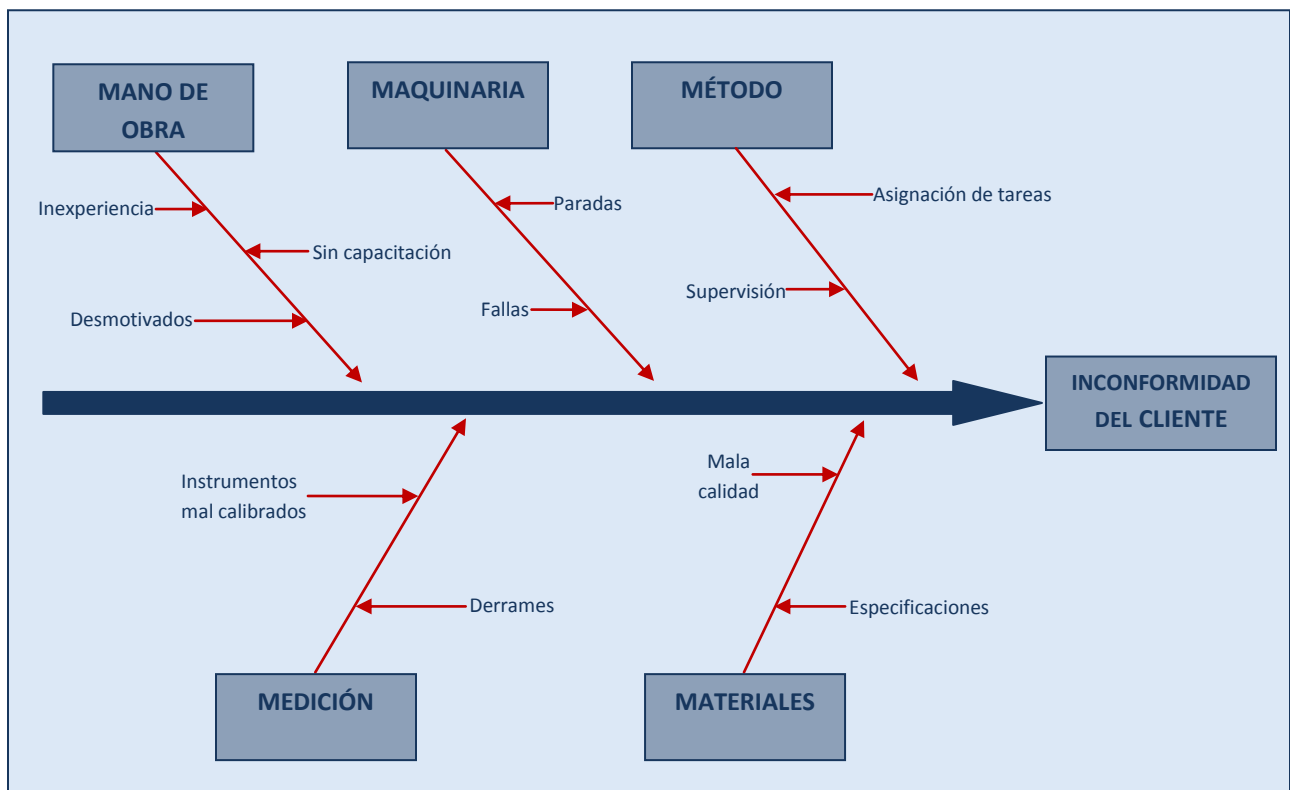 MANO DE
OBRA
MAQUINARIA
MÉTODO
Inexperiencia
Sin capacitación
Desmotivados
Paradas
Fallas
Asignación de tareas
Supervisión
INCONFORMIDAD
DEL CLIENTE
Instrumentos
mal calibrados
Derrames
Mala
calidad
Especificaciones
MEDICIÓN
MATERIALES